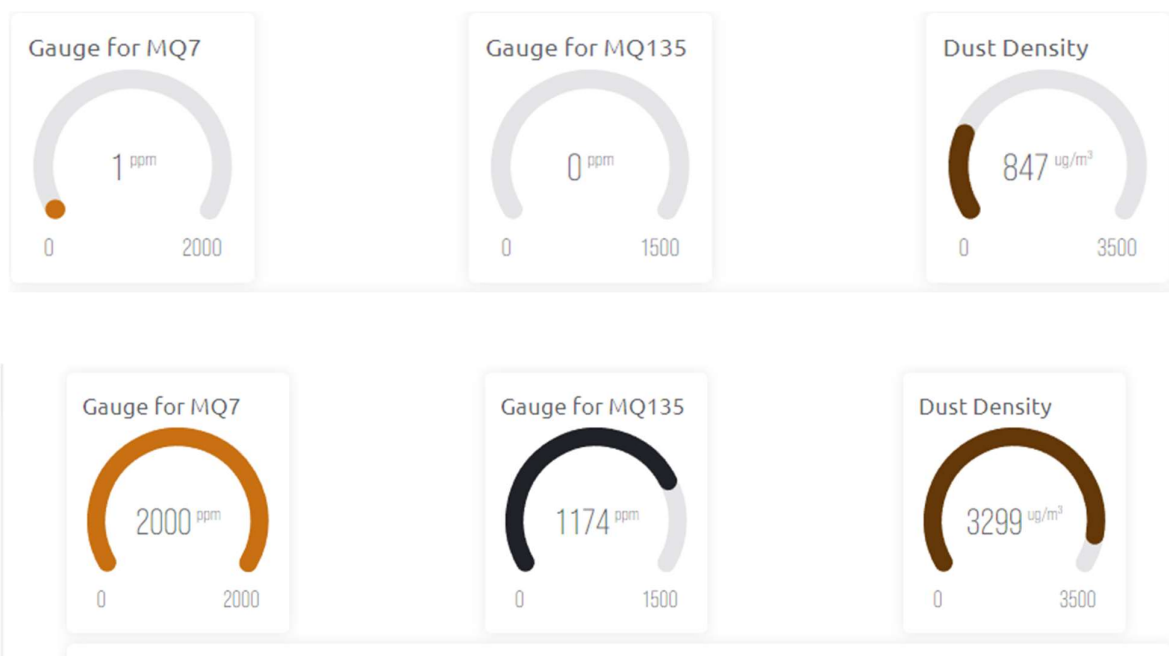 Gauge for MQ7
1 ppm
0 2000
Gauge for MQ135
0 ppm
0 1500
Dust Density
847 ug/m³
0 3500
Gauge for MQ7
2000 ppm
0 2000
Gauge for MQ135
1174 ppm
0 1500
Dust Density
3299 ug/m³
0 3500